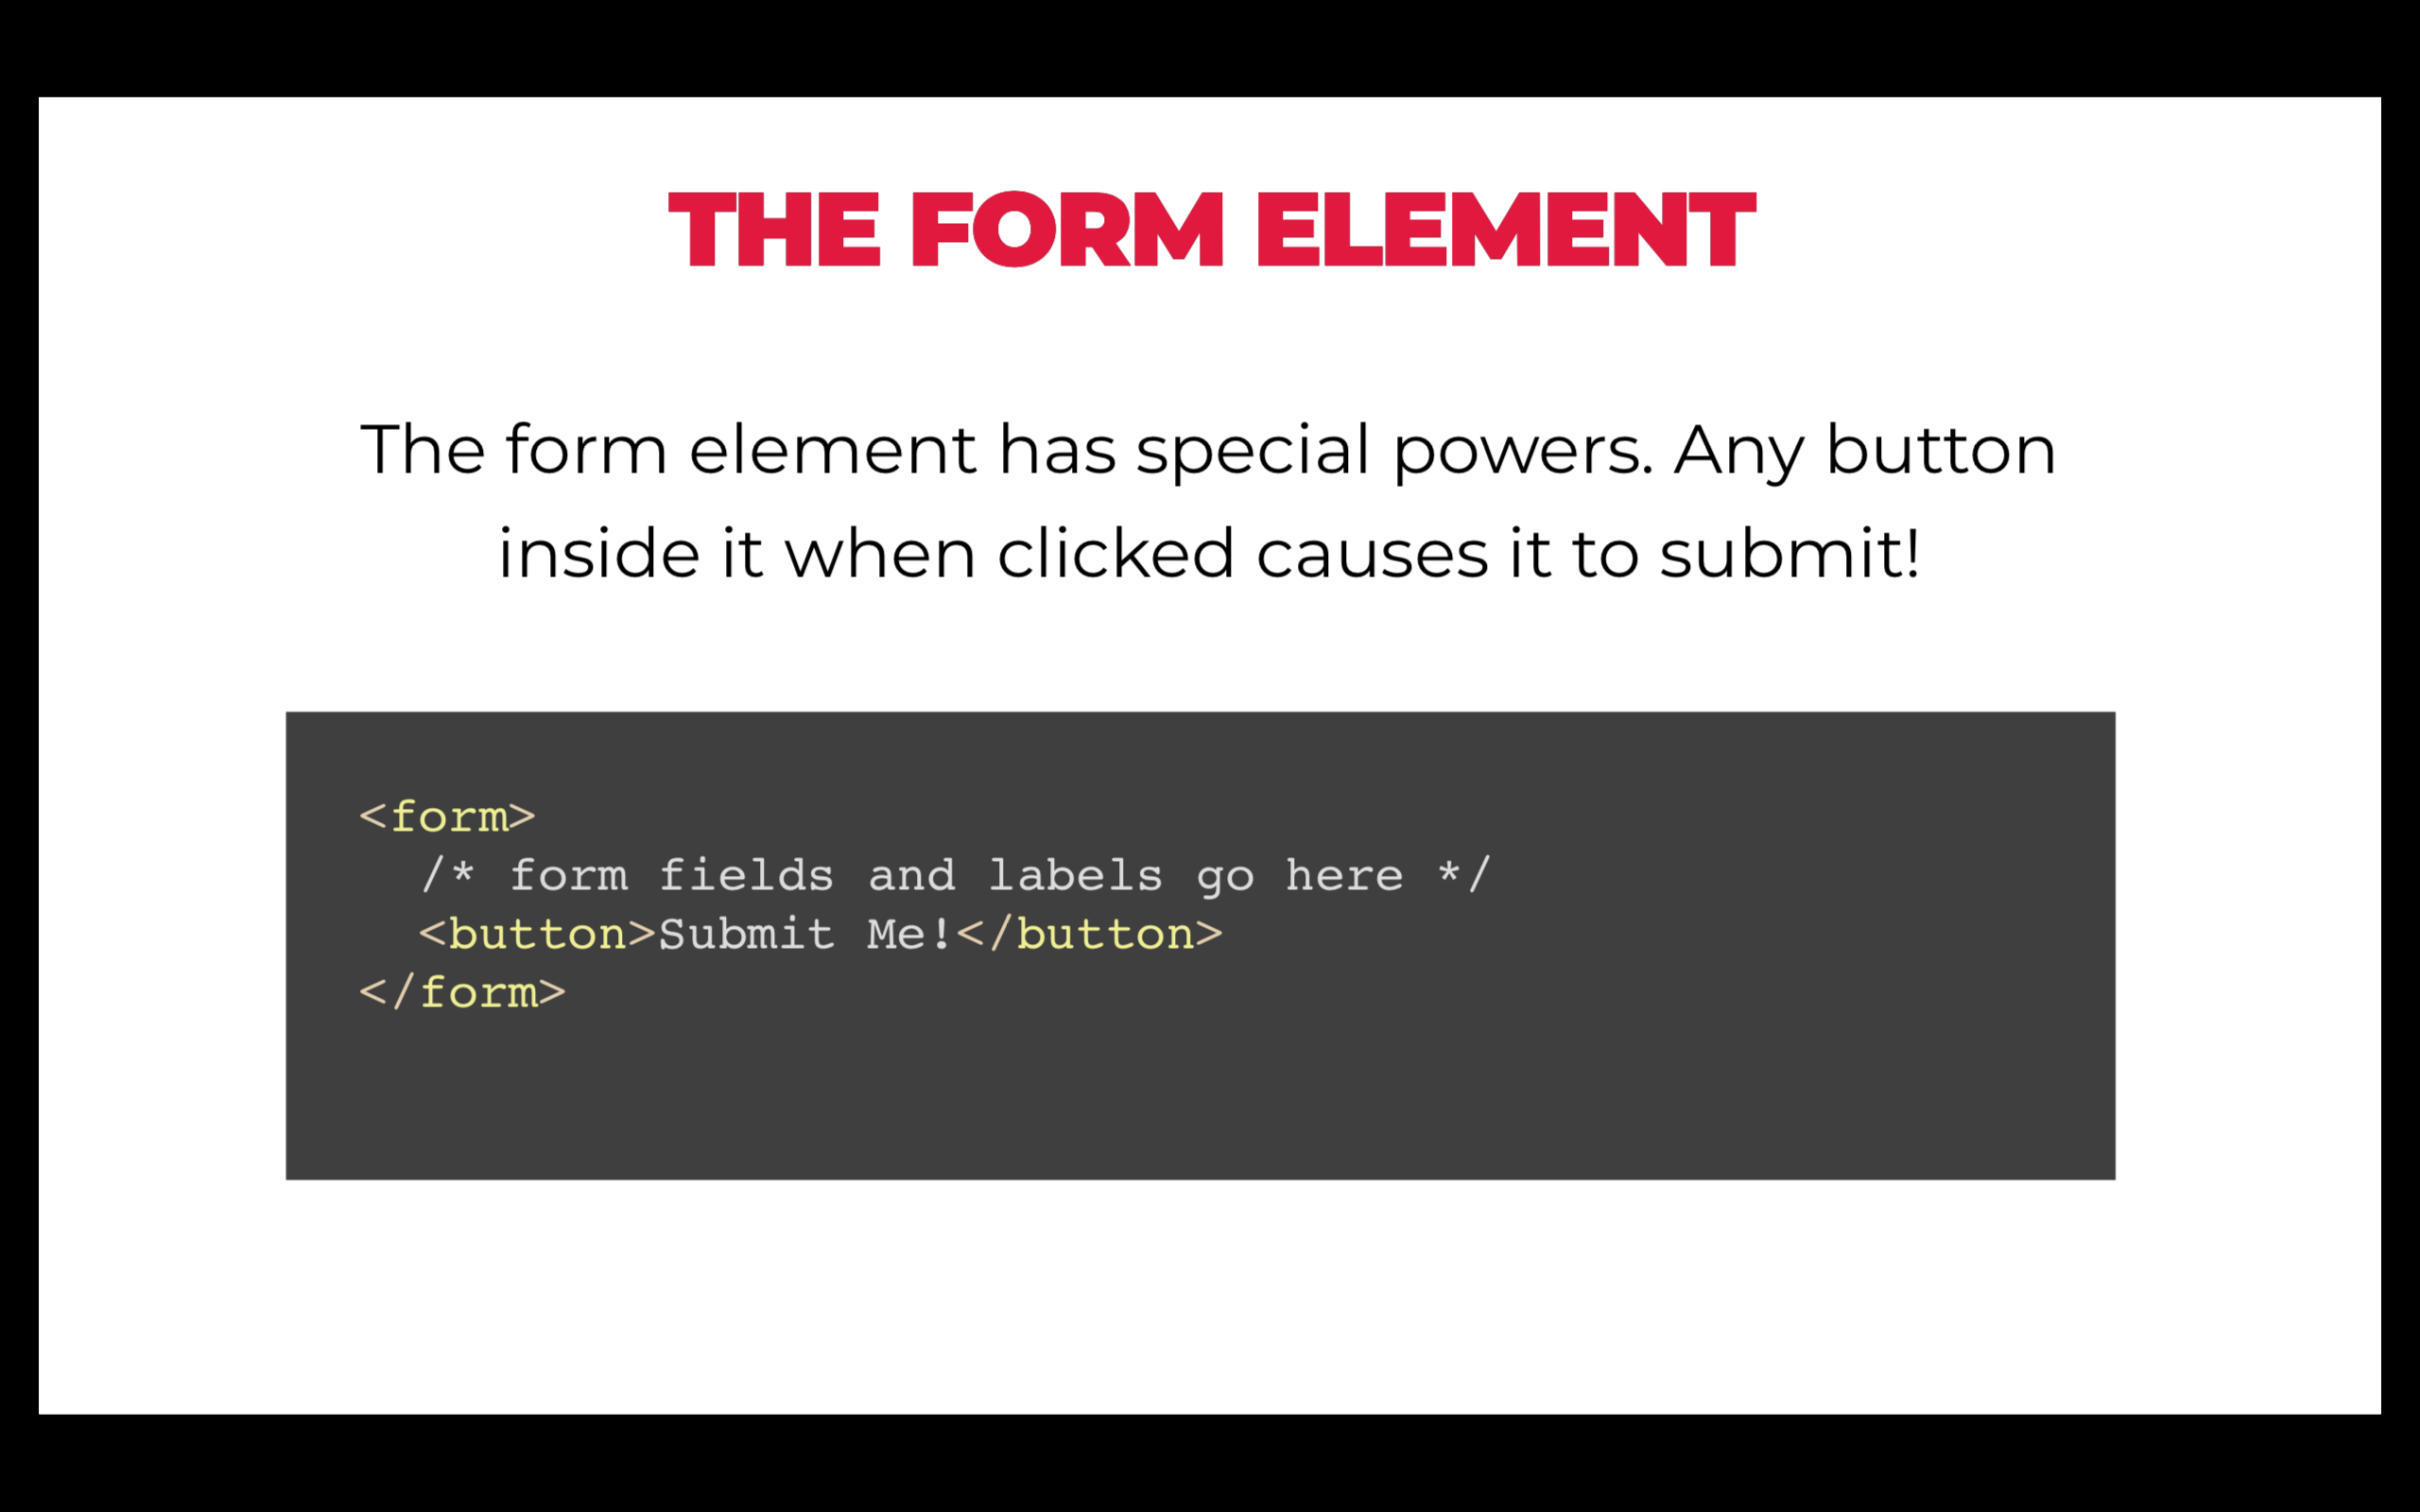 THE FORM ELEMENT
The form element has special powers. Any button
inside it when clicked causes it to submit!
<form>
  /* form fields and labels go here */
  <button>Submit Me!</button>
</form>